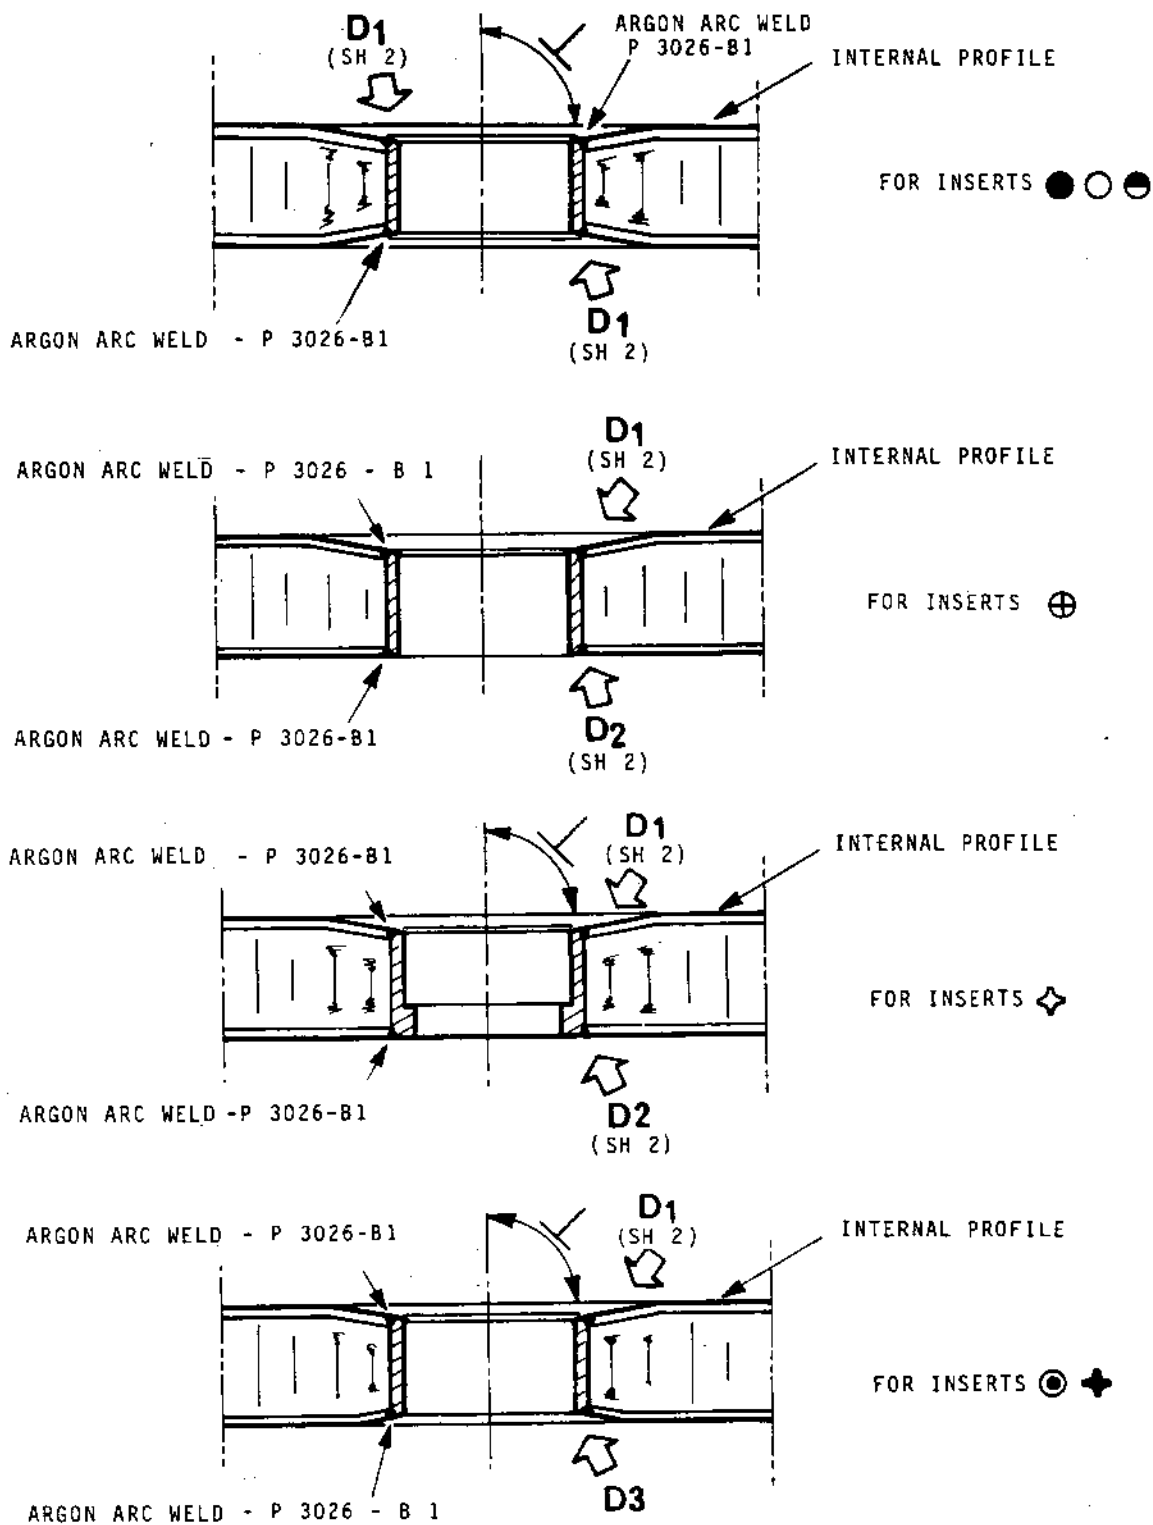 D1
(SH 2)
ARGON ARC WELD
P 3026-B1
INTERNAL PROFILE
FOR INSERTS
ARGON ARC WELD - P 3026-B1
D1
(SH 2)
D1
(SH 2)
ARGON ARC WELD - P 3026 - B 1
INTERNAL PROFILE
FOR INSERTS
ARGON ARC WELD - P 3026-B1
D2
(SH 2)
D1
(SH 2)
ARGON ARC WELD - P 3026-B1
INTERNAL PROFILE
FOR INSERTS
ARGON ARC WELD -P 3026-B1
D2
(SH 2)
D1
(SH 2)
ARGON ARC WELD - P 3026-B1
INTERNAL PROFILE
FOR INSERTS
D3
ARGON ARC WELD - P 3026 - B 1